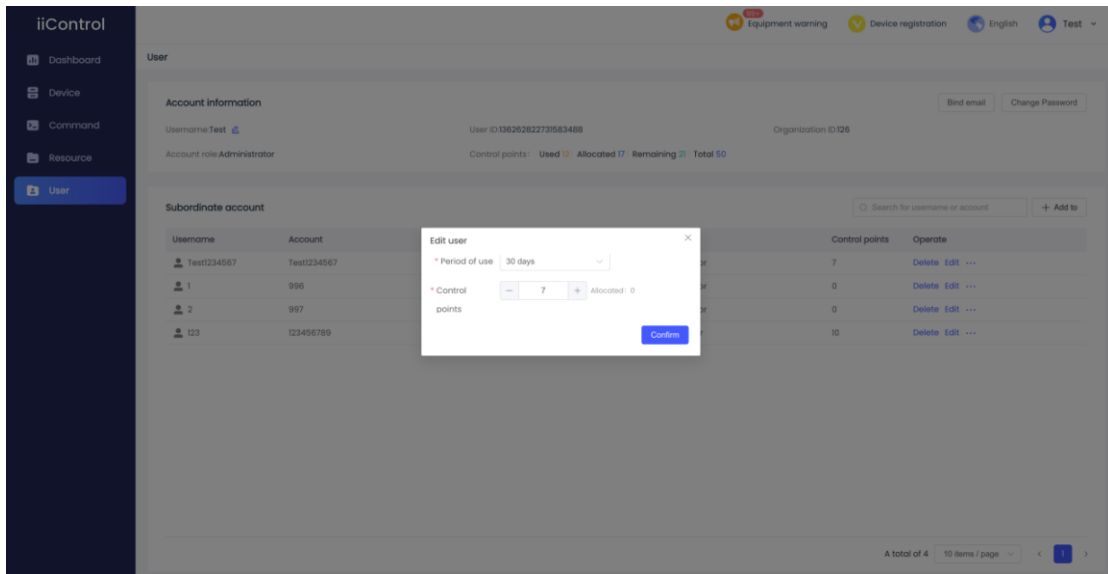 iiControl
99+
Equipment warning
Device registration
English
Test
Dashboard
Device
Command
Resource
User
User
Account information
Bind email
Change Password
Username:Test
User ID:136262822731583488
Organization ID:126
Account role:Administrator
Control points: Used 12 Allocated 17 Remaining 21 Total 50
Subordinate account
Search for username or account
+ Add to
Username
Account
Control points
Operate
Test1234567
Test1234567
7
Delete Edit ...
1
996
0
Delete Edit ...
2
997
0
Delete Edit ...
123
123456789
10
Delete Edit ...
Edit user
* Period of use
30 days
* Control
points
7
Allocated: 0
Confirm
A total of 4
10 items / page
1